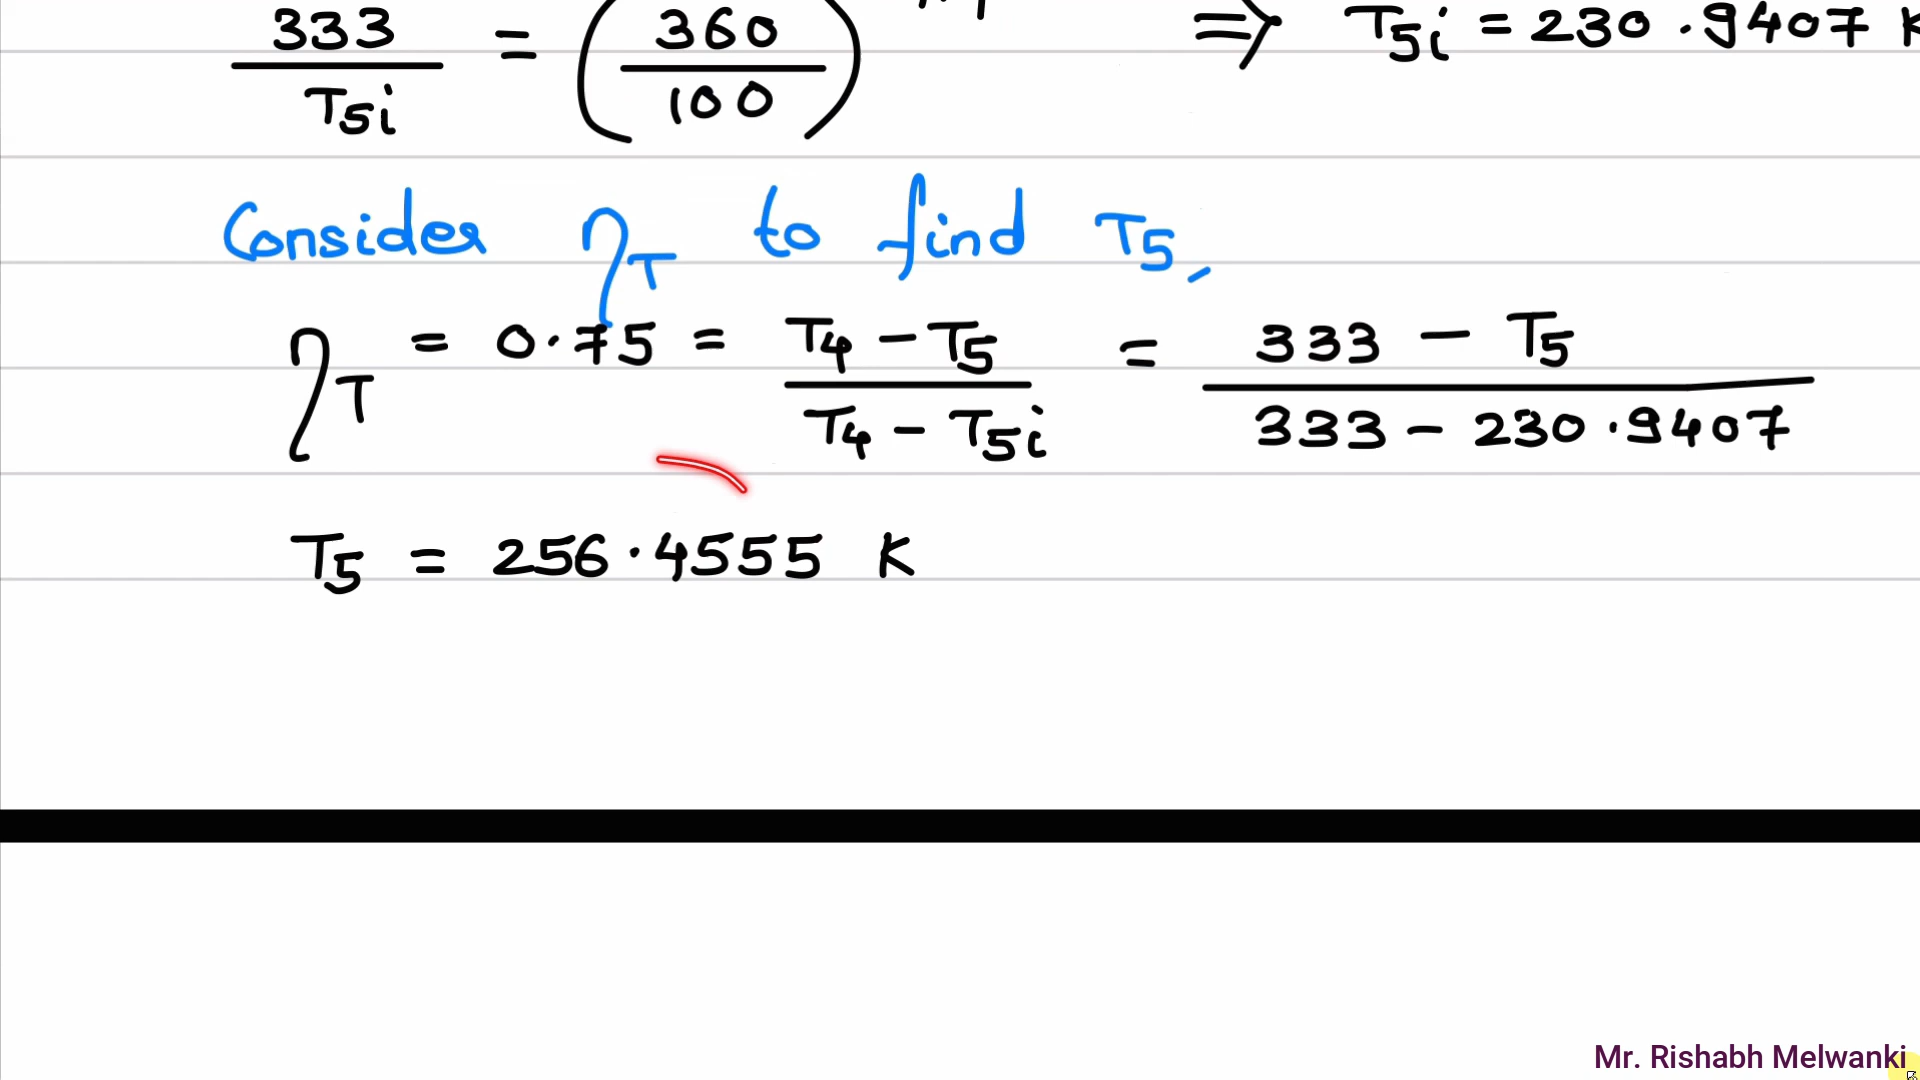 333 / T5i = (360 / 100) ⇒ T5i = 230.9407 K
Consider ηT to find T5,
ηT = 0.75 = (T4 − T5) / (T4 − T5i) = (333 − T5) / (333 − 230.9407)
T5 = 256.4555 K
Mr. Rishabh Melwanki